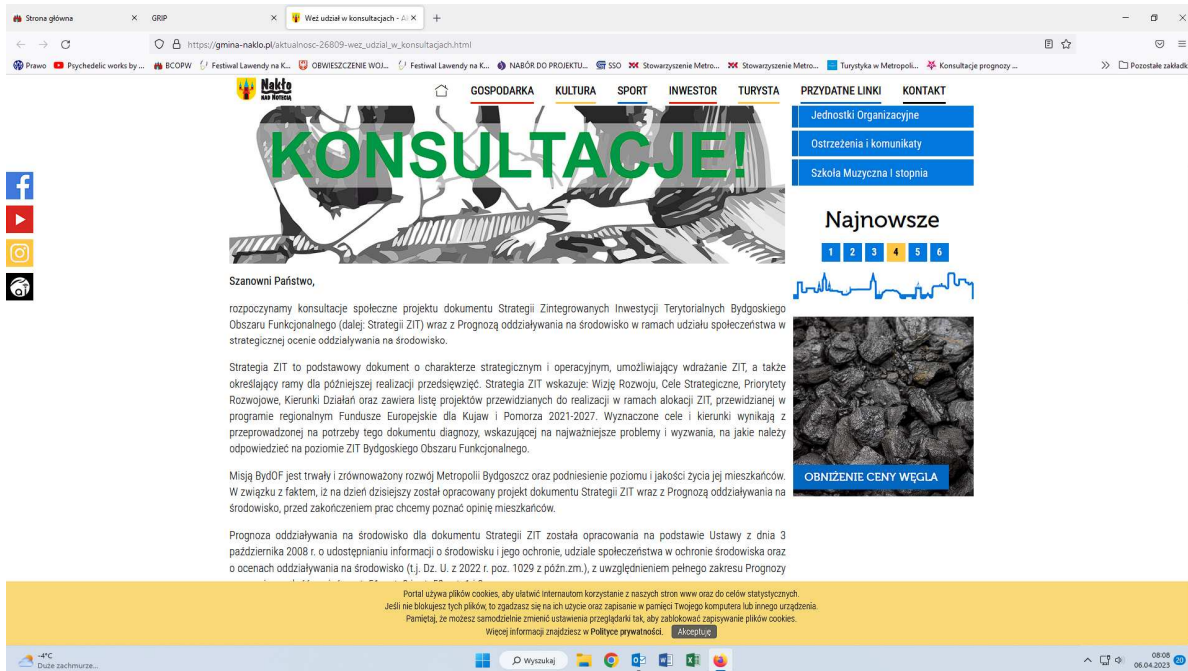 Strona główna
GRIP
Weź udział w konsultacjach - A
https://gmina-naklo.pl/aktualnosc-26809-wez_udzial_w_konsultacjach.html
Prawo
Psychedelic works by ...
BCOPW
Festiwal Lawendy na K...
OBWIESZCZENIE WOJ...
Festiwal Lawendy na K...
NABÓR DO PROJEKTU...
SSO
Stowarzyszenie Metro...
Stowarzyszenie Metro...
Turystyka w Metropoli...
Konsultacje prognozy ...
Pozostałe zakładk
Nakło
NAD NOTECIĄ
GOSPODARKA
KULTURA
SPORT
INWESTOR
TURYSTA
PRZYDATNE LINKI
KONTAKT
KONSULTACJE!
Szanowni Państwo,
rozpoczynamy konsultacje społeczne projektu dokumentu Strategii Zintegrowanych Inwestycji Terytorialnych Bydgoskiego
Obszaru Funkcjonalnego (dalej: Strategii ZIT) wraz z Prognozą oddziaływania na środowisko w ramach udziału społeczeństwa w
strategicznej ocenie oddziaływania na środowisko.
Strategia ZIT to podstawowy dokument o charakterze strategicznym i operacyjnym, umożliwiający wdrażanie ZIT, a także
określający ramy dla późniejszej realizacji przedsięwzięć. Strategia ZIT wskazuje: Wizję Rozwoju, Cele Strategiczne, Priorytety
Rozwojowe, Kierunki Działań oraz zawiera listę projektów przewidzianych do realizacji w ramach alokacji ZIT, przewidzianej w
programie regionalnym Fundusze Europejskie dla Kujaw i Pomorza 2021-2027. Wyznaczone cele i kierunki wynikają z
przeprowadzonej na potrzeby tego dokumentu diagnozy, wskazującej na najważniejsze problemy i wyzwania, na jakie należy
odpowiedzieć na poziomie ZIT Bydgoskiego Obszaru Funkcjonalnego.
Misją BydOF jest trwały i zrównoważony rozwój Metropolii Bydgoszcz oraz podniesienie poziomu i jakości życia jej mieszkańców.
W związku z faktem, iż na dzień dzisiejszy został opracowany projekt dokumentu Strategii ZIT wraz z Prognozą oddziaływania na
środowisko, przed zakończeniem prac chcemy poznać opinię mieszkańców.
Prognoza oddziaływania na środowisko dla dokumentu Strategii ZIT została opracowania na podstawie Ustawy z dnia 3
października 2008 r. o udostępnianiu informacji o środowisku i jego ochronie, udziale społeczeństwa w ochronie środowiska oraz
o ocenach oddziaływania na środowisko (t.j. Dz. U. z 2022 r. poz. 1029 z późn.zm.), z uwzględnieniem pełnego zakresu Prognozy
Jednostki Organizacyjne
Ostrzeżenia i komunikaty
Szkoła Muzyczna I stopnia
Najnowsze
1 2 3 4 5 6
OBNIŻENIE CENY WĘGLA
Portal używa plików cookies, aby ułatwić Internautom korzystanie z naszych stron www oraz do celów statystycznych.
Jeśli nie blokujesz tych plików, to zgadzasz się na ich użycie oraz zapisanie w pamięci Twojego komputera lub innego urządzenia.
Pamiętaj, że możesz samodzielnie zmienić ustawienia przeglądarki tak, aby zablokować zapisywanie plików cookies.
Więcej informacji znajdziesz w Polityce prywatności. Akceptuję
-4°C
Duże zachmurze...
Wyszukaj
08:08
06.04.2023
20